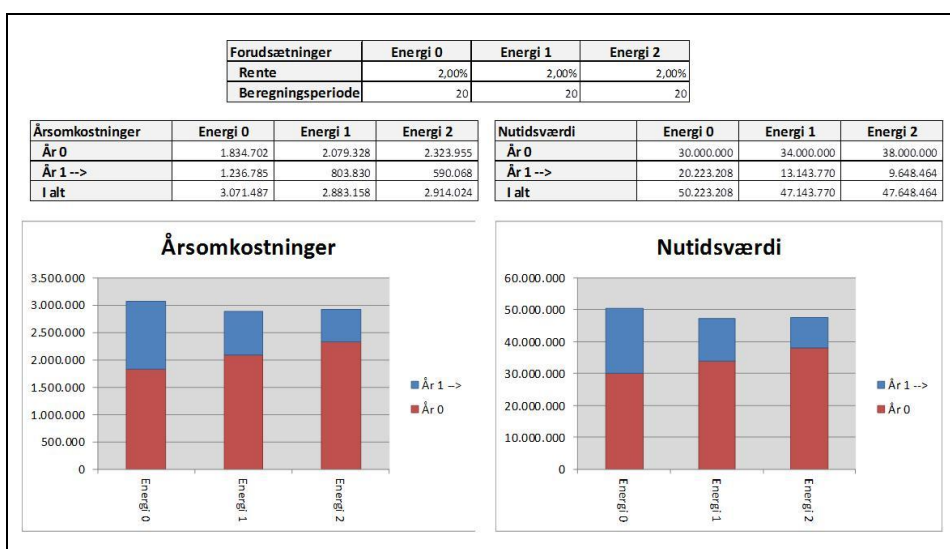 Forudsætninger Energi 0 Energi 1 Energi 2
Rente 2,00% 2,00% 2,00%
Beregningsperiode 20 20 20
Årsomkostninger Energi 0 Energi 1 Energi 2
År 0 1.834.702 2.079.328 2.323.955
År 1 --> 1.236.785 803.830 590.068
I alt 3.071.487 2.883.158 2.914.024
Nutidsværdi Energi 0 Energi 1 Energi 2
År 0 30.000.000 34.000.000 38.000.000
År 1 --> 20.223.208 13.143.770 9.648.464
I alt 50.223.208 47.143.770 47.648.464
Årsomkostninger
3.500.000
3.000.000
2.500.000
2.000.000
1.500.000
1.000.000
500.000
0
Energi 0
Energi 1
Energi 2
År 1 -->
År 0
Nutidsværdi
60.000.000
50.000.000
40.000.000
30.000.000
20.000.000
10.000.000
0
Energi 0
Energi 1
Energi 2
År 1 -->
År 0